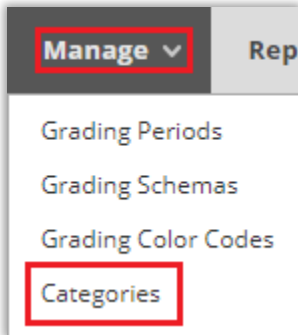 Manage Rep
Grading Periods
Grading Schemas
Grading Color Codes
Categories